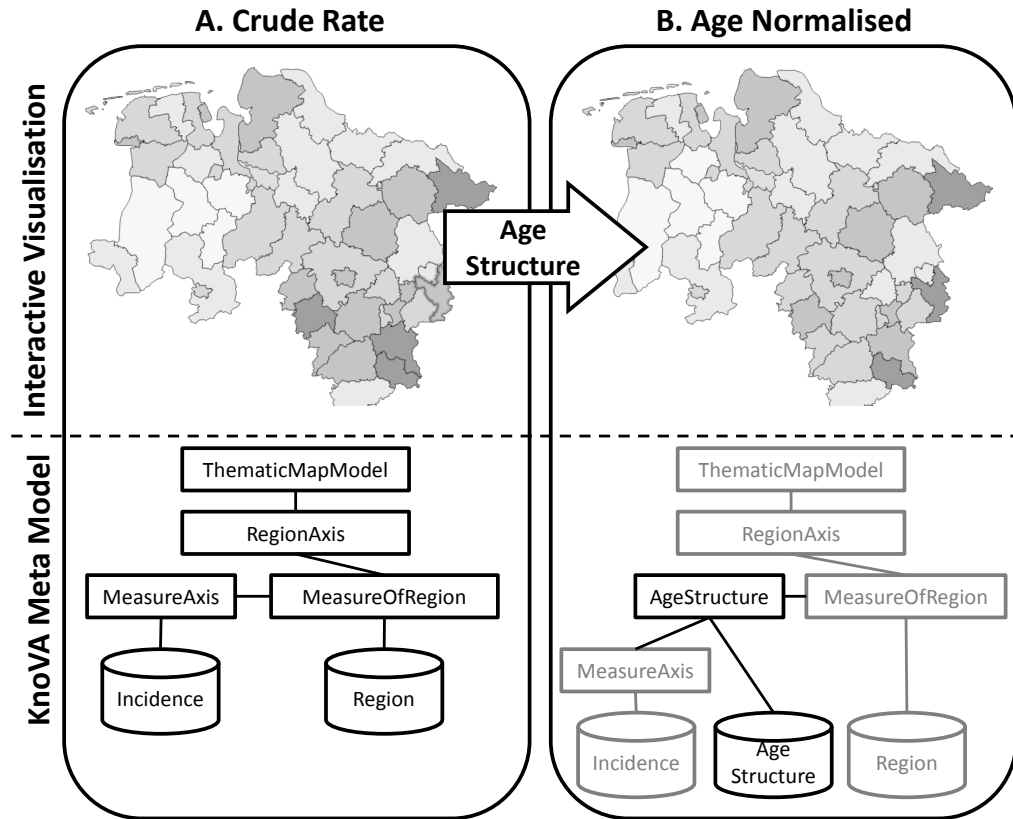 A. Crude Rate
B. Age Normalised
Interactive Visualisation
Age
Structure
KnoVA Meta Model
ThematicMapModel
RegionAxis
MeasureAxis
MeasureOfRegion
Incidence
Region
ThematicMapModel
RegionAxis
AgeStructure
MeasureOfRegion
MeasureAxis
Incidence
Age
Structure
Region